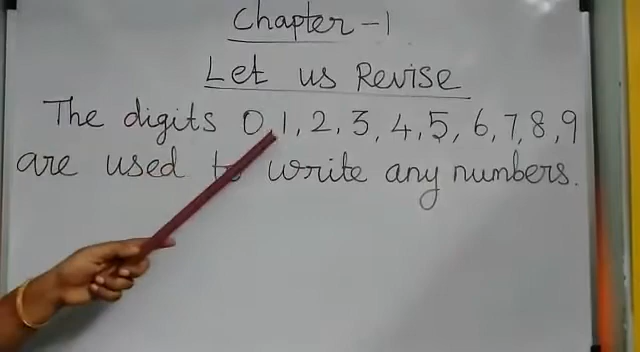 Chapter - 1
Let us Revise
The digits 0, 1, 2, 3, 4, 5, 6, 7, 8, 9
are used to write any numbers.